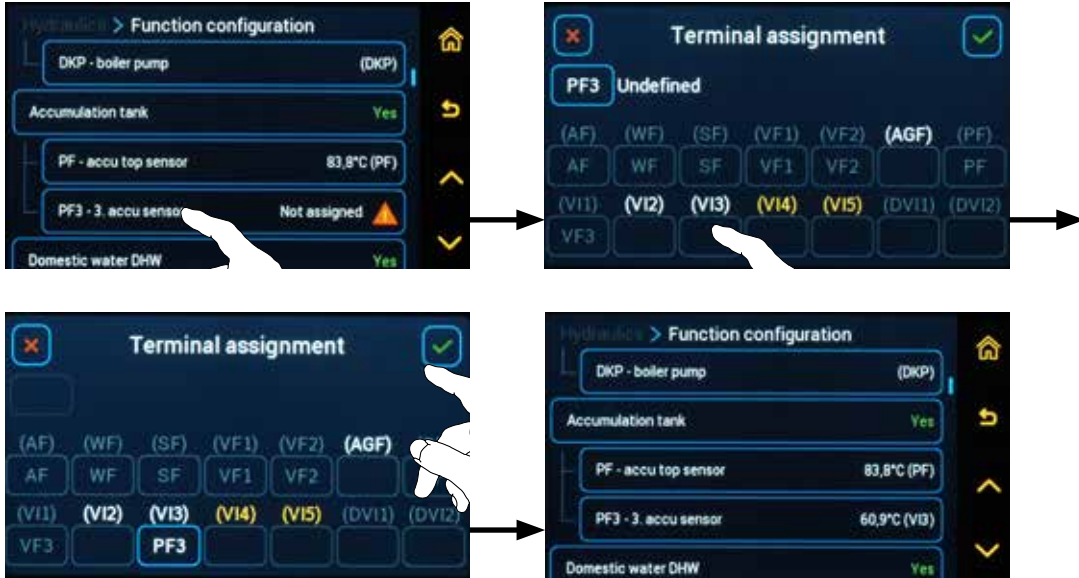 Hydraulics > Function configuration
DKP - boiler pump (DKP)
Accumulation tank Yes
PF - accu top sensor 83,8°C (PF)
PF3 - 3. accu sensor Not assigned
Domestic water DHW Yes
Terminal assignment
PF3 Undefined
(AF) (WF) (SF) (VF1) (VF2) (AGF) (PF)
AF WF SF VF1 VF2 PF
(VI1) (VI2) (VI3) (VI4) (VI5) (DVI1) (DVI2)
VF3
Terminal assignment
(AF) (WF) (SF) (VF1) (VF2) (AGF)
AF WF SF VF1 VF2
(VI1) (VI2) (VI3) (VI4) (VI5) (DVI1) (DVI2)
VF3 PF3
Hydraulics > Function configuration
DKP - boiler pump (DKP)
Accumulation tank Yes
PF - accu top sensor 83,8°C (PF)
PF3 - 3. accu sensor 60,9°C (VI3)
Domestic water DHW Yes